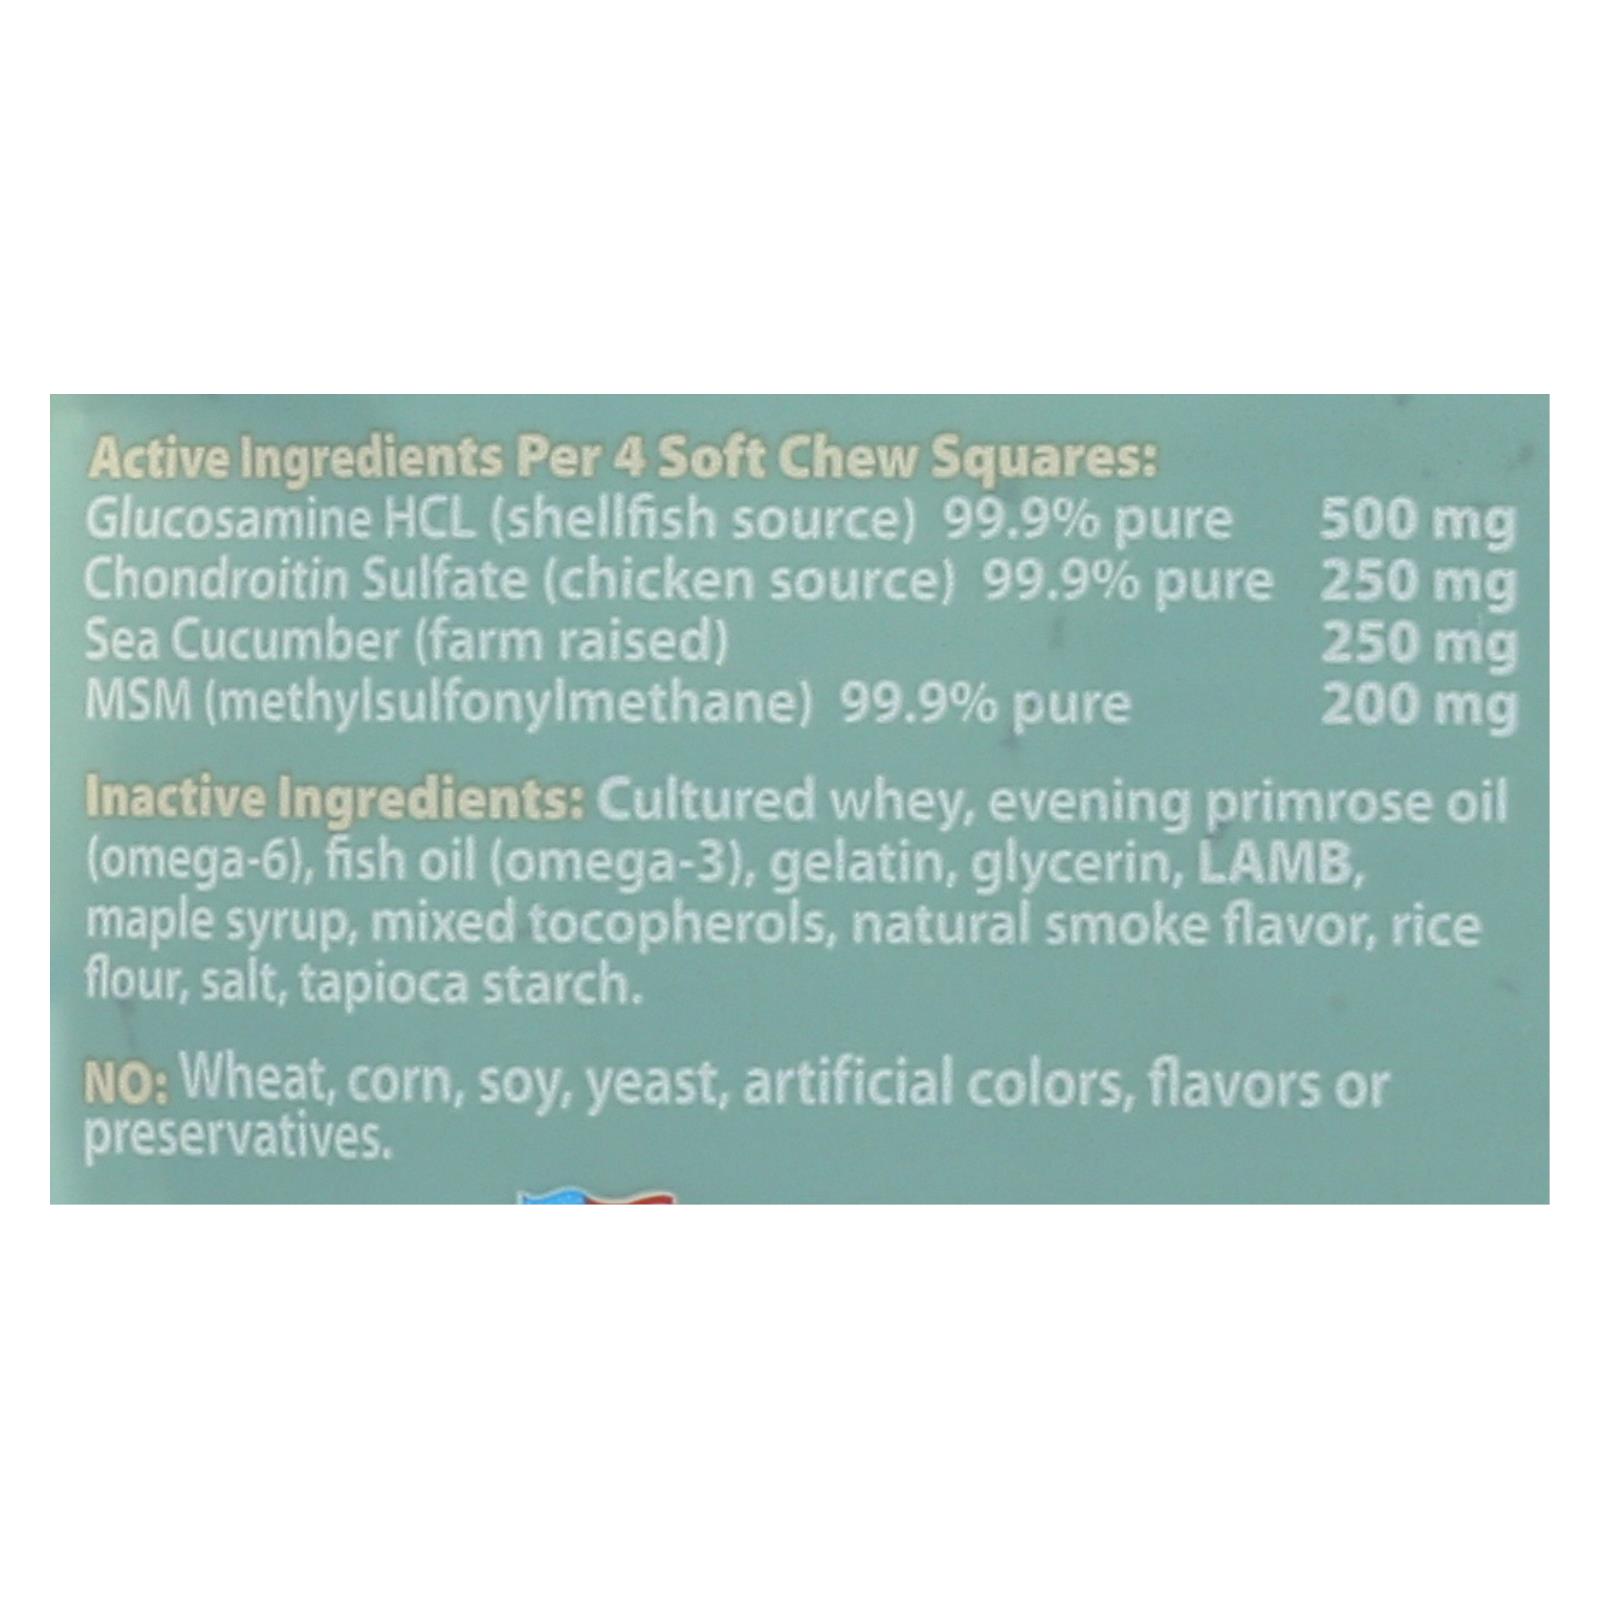 Active Ingredients Per 4 Soft Chew Squares:
Glucosamine HCL (shellfish source) 99.9% pure 500 mg
Chondroitin Sulfate (chicken source) 99.9% pure 250 mg
Sea Cucumber (farm raised) 250 mg
MSM (methylsulfonylmethane) 99.9% pure 200 mg
Inactive Ingredients: Cultured whey, evening primrose oil
(omega-6), fish oil (omega-3), gelatin, glycerin, LAMB,
maple syrup, mixed tocopherols, natural smoke flavor, rice
flour, salt, tapioca starch.
NO: Wheat, corn, soy, yeast, artificial colors, flavors or
preservatives.